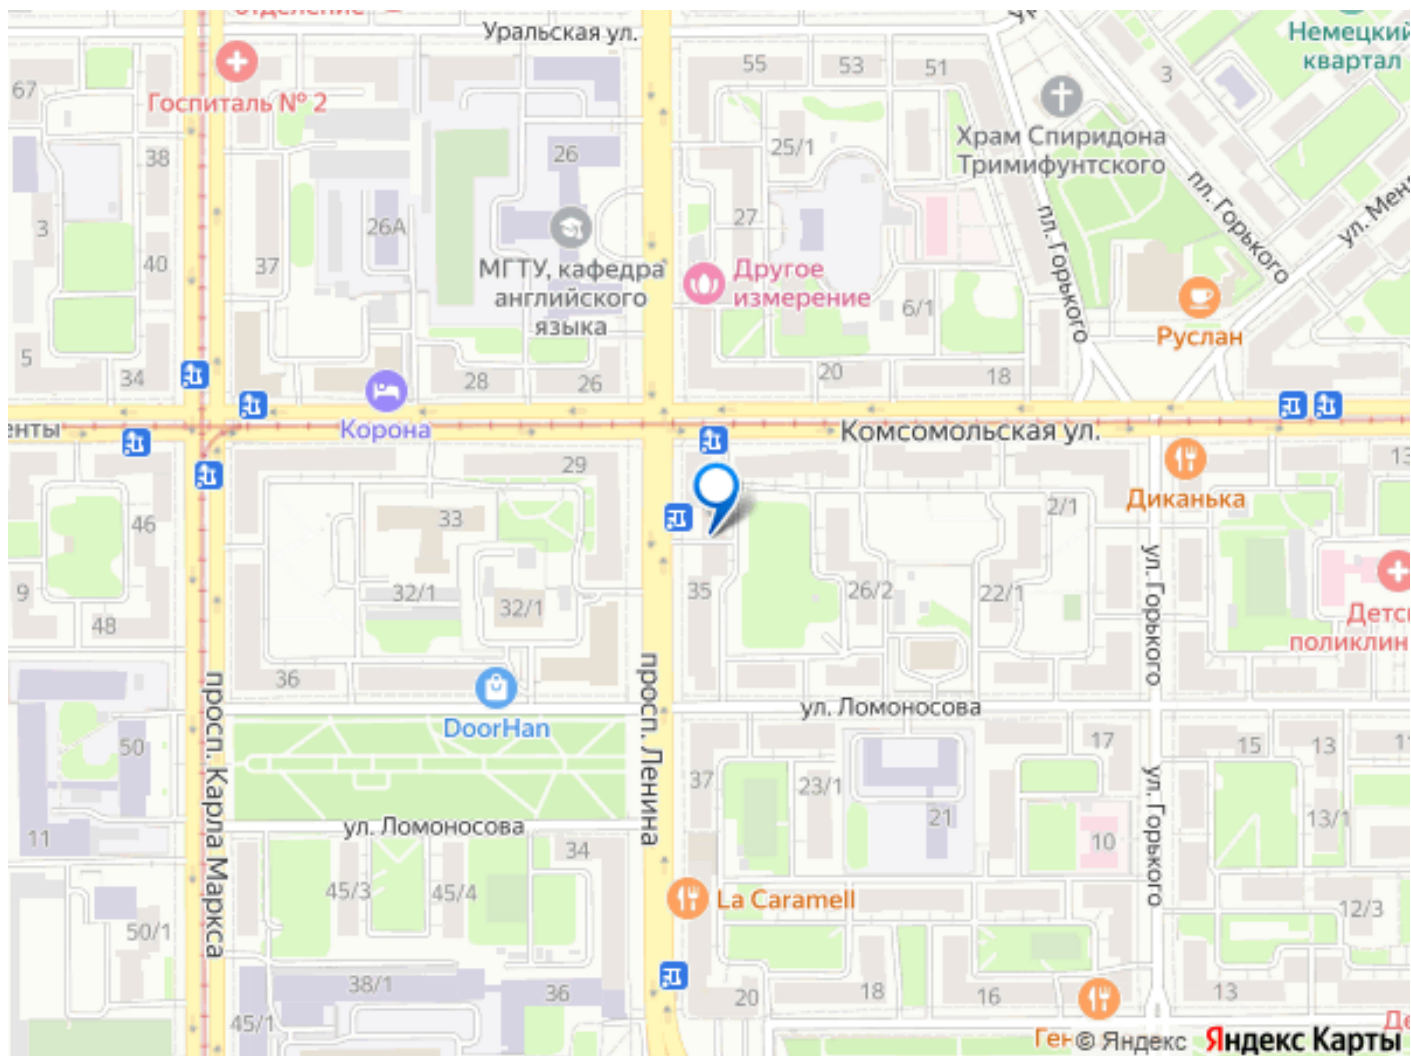 отделение
Уральская ул.
Немецкий
квартал
67
Госпиталь № 2
55
53
51
3
Храм Спиридона
Тримифунтского
38
26
25/1
пл. Горького
пл. Горького
3
26А
27
40
37
МГТУ, кафедра
английского
языка
Другое
измерение
6/1
Руслан
5
34
28
26
20
18
Корона
Комсомольская ул.
енты
29
13
Диканька
46
33
2/1
9
32/1
32/1
35
26/2
22/1
ул. Горького
48
Детс
поликлин
36
просп. Карла Маркса
просп. Ленина
DoorHan
ул. Ломоносова
50
37
23/1
17
15
13
11
ул. Горького
11
ул. Ломоносова
34
21
10
13/1
45/3
45/4
La Caramell
12/3
50/1
38/1
36
20
18
16
13
45/1
Ген
© Яндекс
Яндекс Карты